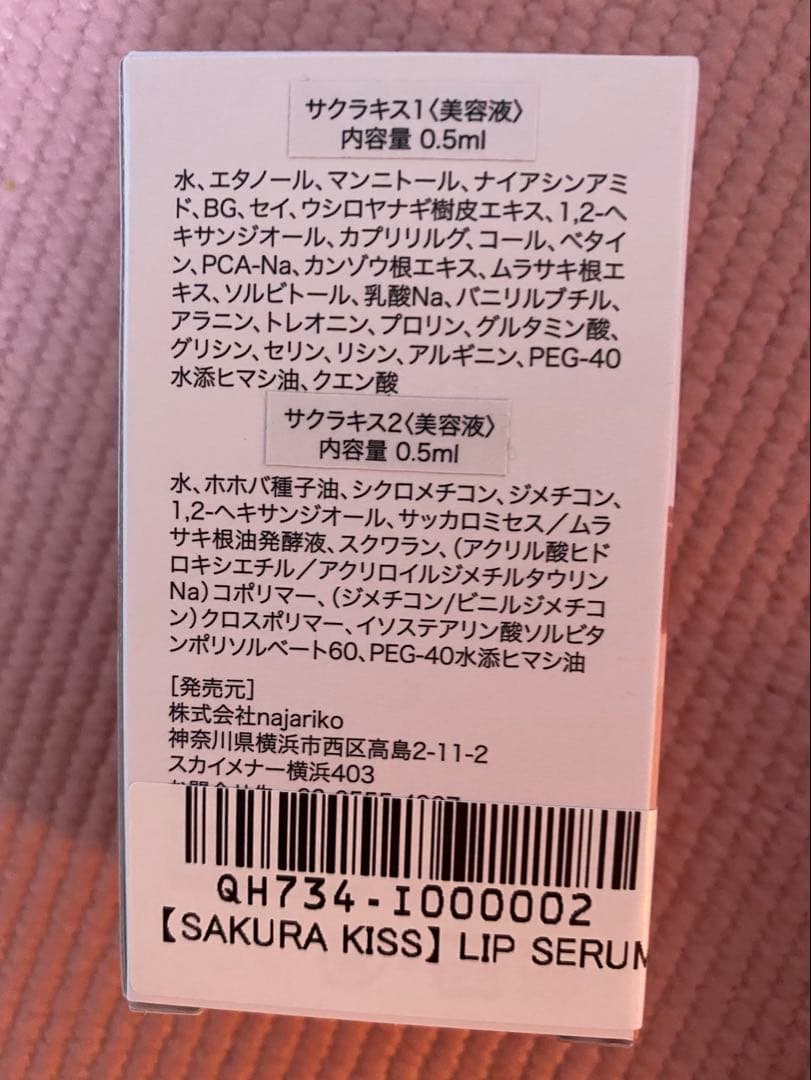 サクラキス1〈美容液〉
内容量 0.5ml
水、エタノール、マンニトール、ナイアシンアミ
ド、BG、セイ、ウシロヤナギ樹皮エキス、1,2-ヘ
キサンジオール、カプリリルグ、コール、ベタイ
ン、PCA-Na、カンゾウ根エキス、ムラサキ根エ
キス、ソルビトール、乳酸Na、バニリルブチル、
アラニン、トレオニン、プロリン、グルタミン酸、
グリシン、セリン、リシン、アルギニン、PEG-40
水添ヒマシ油、クエン酸
サクラキス2〈美容液〉
内容量 0.5ml
水、ホホバ種子油、シクロメチコン、ジメチコン、
1,2-ヘキサンジオール、サッカロミセス／ムラ
サキ根油発酵液、スクワラン、（アクリル酸ヒド
ロキシエチル／アクリロイルジメチルタウリン
Na）コポリマー、（ジメチコン/ビニルジメチコ
ン）クロスポリマー、イソステアリン酸ソルビタ
ンポリソルベート60、PEG-40水添ヒマシ油
［発売元］
株式会社najariko
神奈川県横浜市西区高島2-11-2
スカイメナー横浜403
QH734-I000002
【SAKURA KISS】LIP SERUM